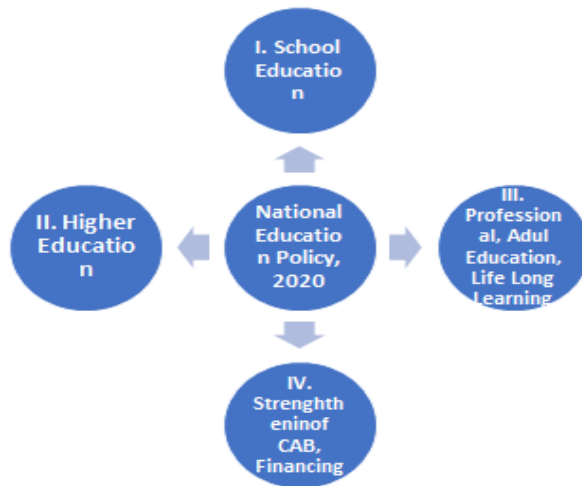 I. School
Educatio
n
II. Higher
Educatio
n
National
Educatio
n Policy,
2020
III.
Profession
al, Adul
Education,
Life Long
Learning
IV.
Strenghth
eninof
CAB,
Financing